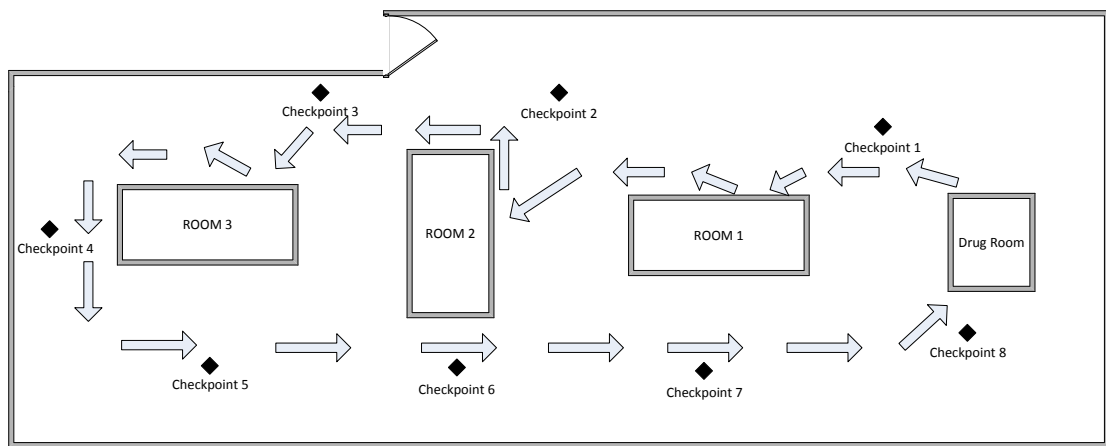 Checkpoint 3
Checkpoint 2
Checkpoint 1
ROOM 3
ROOM 2
ROOM 1
Drug Room
Checkpoint 4
Checkpoint 5
Checkpoint 6
Checkpoint 7
Checkpoint 8